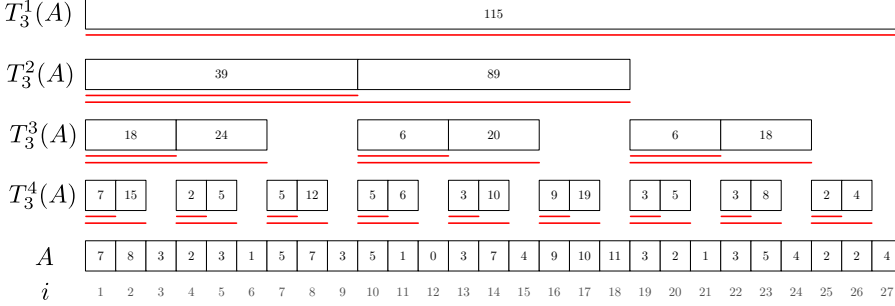 T_3^1(A) 115
T_3^2(A) 39 89
T_3^3(A) 18 24 6 20 6 18
T_3^4(A) 7 15 2 5 5 12 5 6 3 10 9 19 3 5 3 8 2 4
A 7 8 3 2 3 1 5 7 3 5 1 0 3 7 4 9 10 11 3 2 1 3 5 4 2 2 4
i 1 2 3 4 5 6 7 8 9 10 11 12 13 14 15 16 17 18 19 20 21 22 23 24 25 26 27